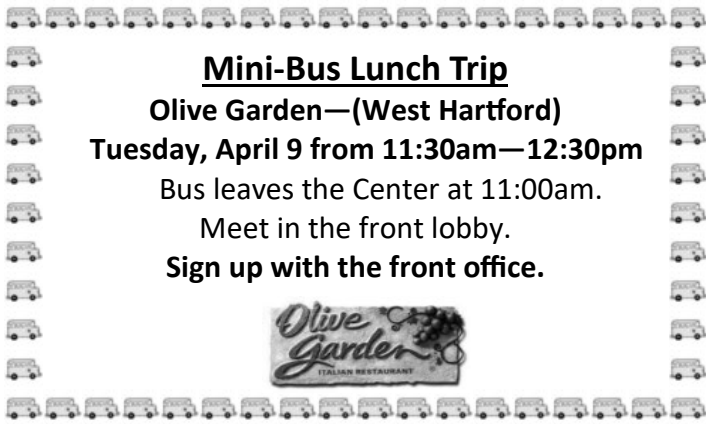 Mini-Bus Lunch Trip
Olive Garden—(West Hartford)
Tuesday, April 9 from 11:30am—12:30pm
Bus leaves the Center at 11:00am.
Meet in the front lobby.
Sign up with the front office.
Olive
Garden
ITALIAN RESTAURANT